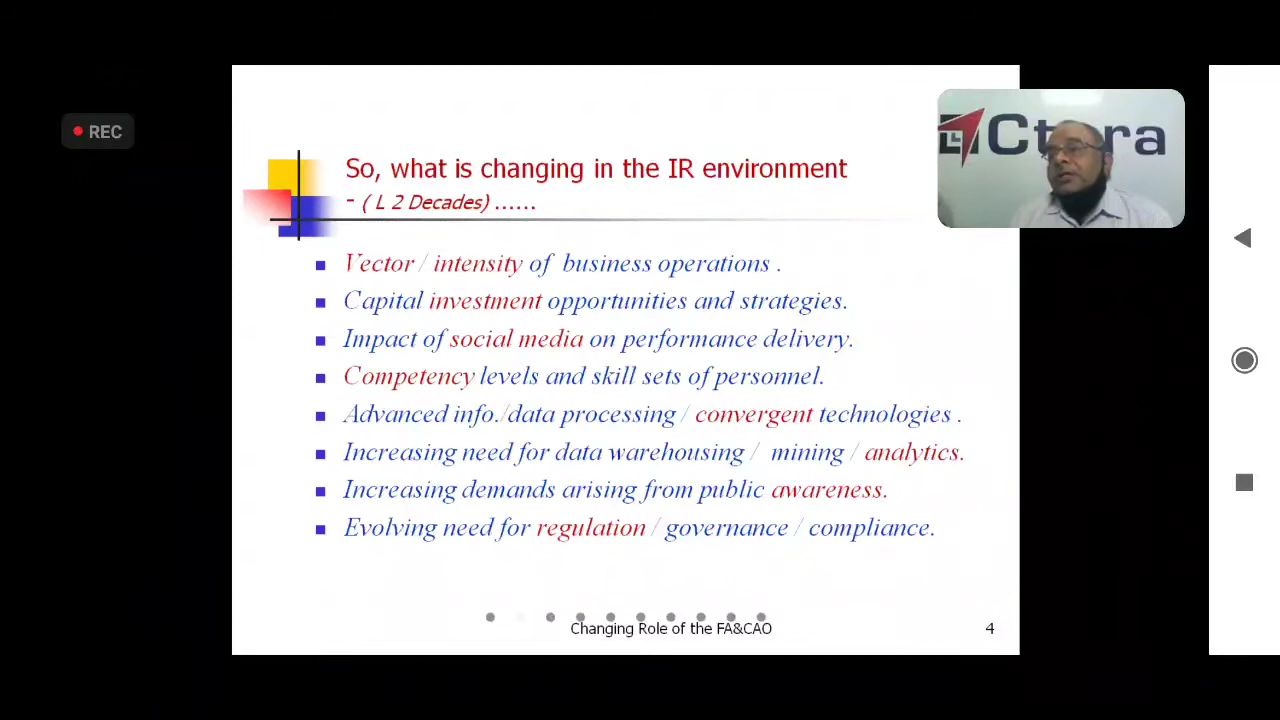 REC
So, what is changing in the IR environment
- ( L 2 Decades) ......
Vector / intensity of business operations .
Capital investment opportunities and strategies.
Impact of social media on performance delivery.
Competency levels and skill sets of personnel.
Advanced info./data processing / convergent technologies .
Increasing need for data warehousing / mining / analytics.
Increasing demands arising from public awareness.
Evolving need for regulation / governance / compliance.
Changing Role of the FA&CAO
4